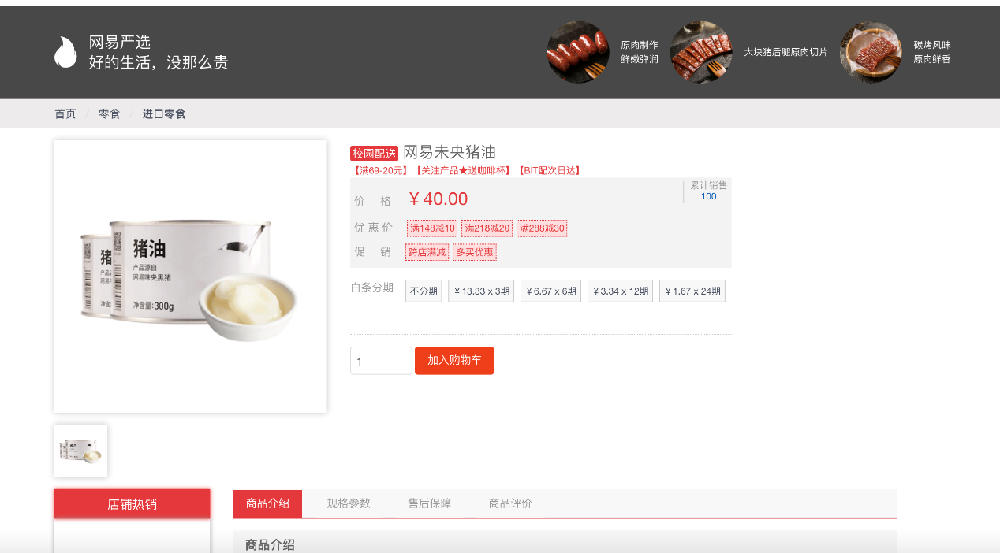 网易严选
好的生活，没那么贵
原肉制作
鲜嫩弹润
大块猪后腿原肉切片
碳烤风味
原肉鲜香
首页 / 零食 / 进口零食
校园配送 网易未央猪油
【满69-20元】【关注产品★送咖啡杯】【BIT配次日达】
价 格 ￥40.00
累计销售
100
优 惠 价 满148减10 满218减20 满288减30
促 销 跨店满减 多买优惠
白条分期 不分期 ￥13.33 x 3期 ￥6.67 x 6期 ￥3.34 x 12期 ￥1.67 x 24期
1 加入购物车
猪油
产品源自
网易味央黑猪
净含量:300g
店铺热销
商品介绍 规格参数 售后保障 商品评价
商品介绍